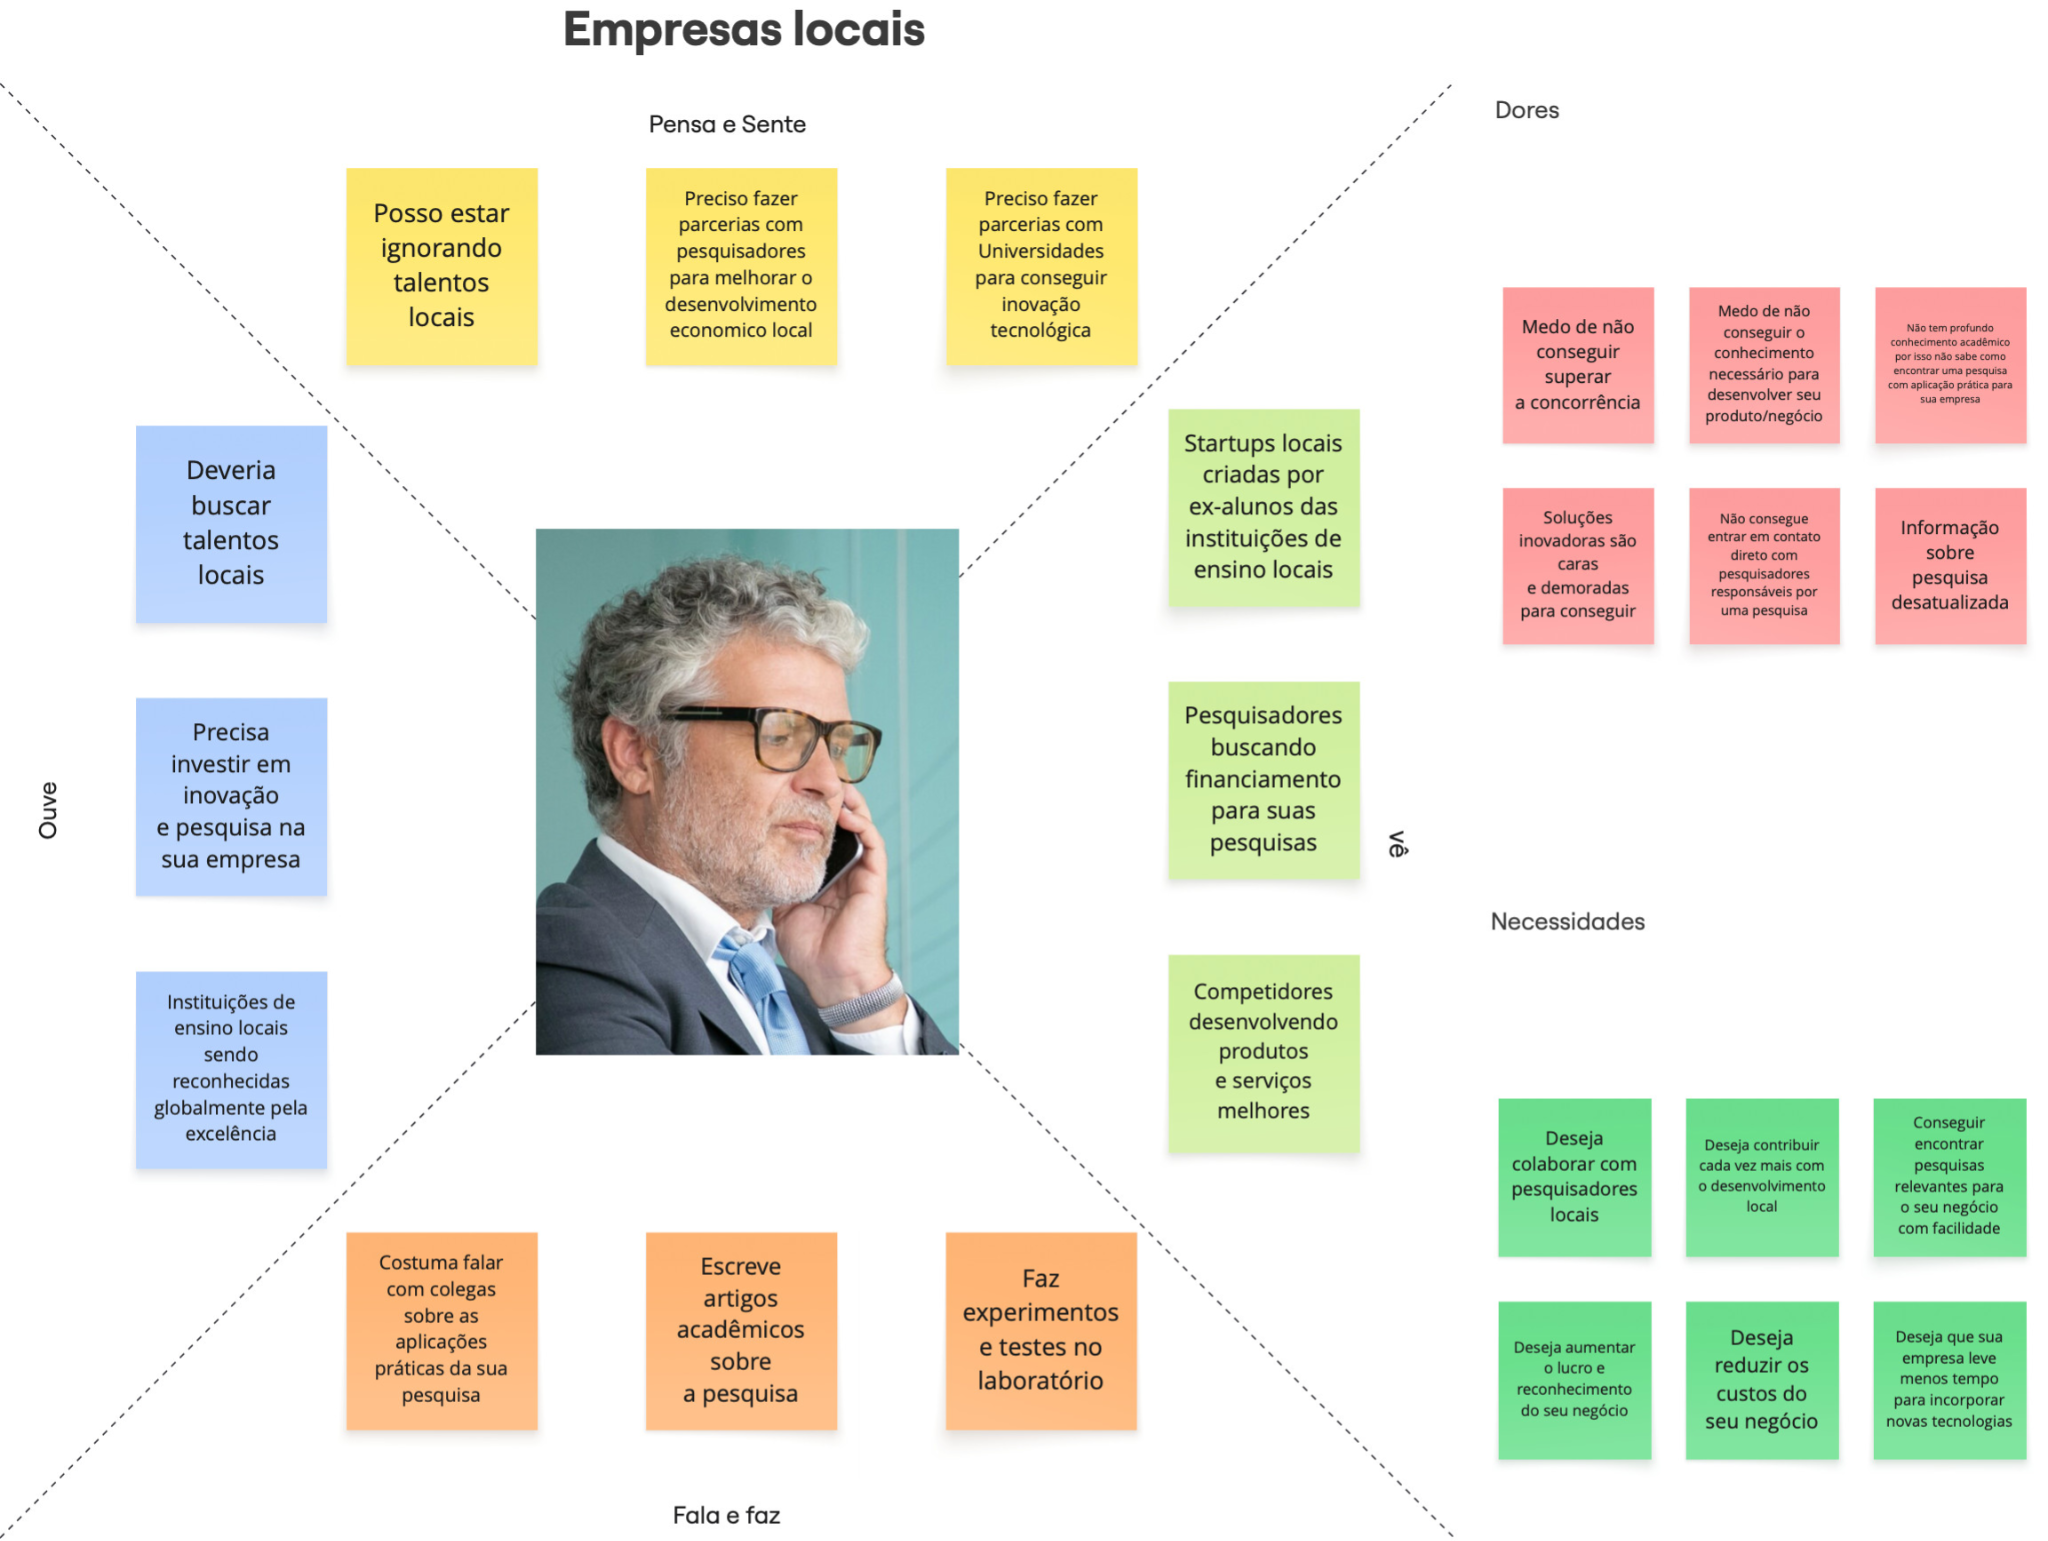 Empresas locais
Pensa e Sente
Posso estar
ignorando
talentos
locais
Preciso fazer
parcerias com
pesquisadores
para melhorar o
desenvolvimento
economico local
Preciso fazer
parcerias com
Universidades
para conseguir
inovação
tecnológica
Ouve
Deveria
buscar
talentos
locais
Precisa
investir em
inovação
e pesquisa na
sua empresa
Instituições de
ensino locais
sendo
reconhecidas
globalmente pela
excelência
Startups locais
criadas por
ex-alunos das
instituições de
ensino locais
Pesquisadores
buscando
financiamento
para suas
pesquisas
Competidores
desenvolvendo
produtos
e serviços
melhores
vê
Costuma falar
com colegas
sobre as
aplicações
práticas da sua
pesquisa
Escreve
artigos
acadêmicos
sobre
a pesquisa
Faz
experimentos
e testes no
laboratório
Fala e faz
Dores
Medo de não
conseguir
superar
a concorrência
Medo de não
conseguir o
conhecimento
necessário para
desenvolver seu
produto/negócio
Não tem profundo
conhecimento acadêmico
por isso não sabe como
encontrar uma pesquisa
com aplicação prática para
sua empresa
Soluções
inovadoras são
caras
e demoradas
para conseguir
Não consegue
entrar em contato
direto com
pesquisadores
responsáveis por
uma pesquisa
Informação
sobre
pesquisa
desatualizada
Necessidades
Deseja
colaborar com
pesquisadores
locais
Deseja contribuir
cada vez mais com
o desenvolvimento
local
Conseguir
encontrar
pesquisas
relevantes para
o seu negócio
com facilidade
Deseja aumentar
o lucro e
reconhecimento
do seu negócio
Deseja
reduzir os
custos do
seu negócio
Deseja que sua
empresa leve
menos tempo
para incorporar
novas tecnologias